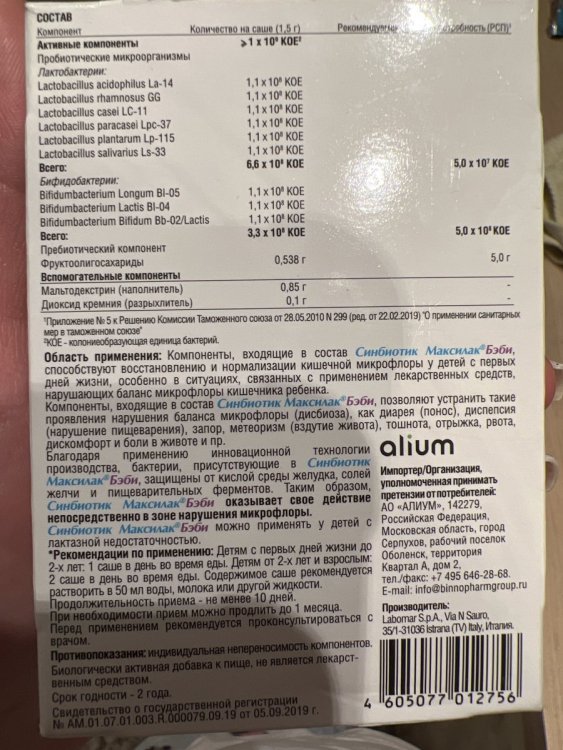 СОСТАВ
Компонент Количество на саше (1,5 г) потребность (РСП)¹
Активные компоненты ⩾1 x 10⁹ КОЕ²
Пробиотические микроорганизмы
Лактобактерии:
Lactobacillus acidophilus La-14 1,1 x 10⁸ КОЕ
Lactobacillus rhamnosus GG 1,1 x 10⁸ КОЕ
Lactobacillus casei LC-11 1,1 x 10⁸ КОЕ
Lactobacillus paracasei Lpc-37 1,1 x 10⁸ КОЕ
Lactobacillus plantarum Lp-115 1,1 x 10⁸ КОЕ
Lactobacillus salivarius Ls-33 1,1 x 10⁸ КОЕ
Всего: 6,6 x 10⁸ КОЕ 5,0 x 10⁷ КОЕ
Бифидобактерии:
Bifidumbacterium Longum Bl-05 1,1 x 10⁸ КОЕ
Bifidumbacterium Lactis Bl-04 1,1 x 10⁸ КОЕ
Bifidumbacterium Bifidum Bb-02/Lactis 1,1 x 10⁸ КОЕ
Всего: 3,3 x 10⁸ КОЕ 5,0 x 10⁸ КОЕ
Пребиотический компонент
Фруктоолигосахариды 0,538 г 5,0 г
Вспомогательные компоненты
Мальтодекстрин (наполнитель) 0,85 г -
Диоксид кремния (разрыхлитель) 0,1 г -
¹Приложение № 5 к Решению Комиссии Таможенного союза от 28.05.2010 N 299 (ред. от 22.02.2019) "О применении санитарных
мер в таможенном союзе"
²КОЕ - колониеобразующая единица бактерий.
Область применения: Компоненты, входящие в состав Синбиотик Максилак®Бэби,
способствуют восстановлению и нормализации кишечной микрофлоры у детей с первых
дней жизни, особенно в ситуациях, связанных с применением лекарственных средств,
нарушающих баланс микрофлоры кишечника ребенка.
Компоненты, входящие в состав Синбиотик Максилак®Бэби, позволяют устранить такие
проявления нарушения баланса микрофлоры (дисбиоза), как диарея (понос), диспепсия
(нарушение пищеварения), запор, метеоризм (вздутие живота), тошнота, отрыжка, рвота,
дискомфорт и боли в животе и пр.
Благодаря применению инновационной технологии
производства, бактерии, присутствующие в Синбиотик
Максилак®Бэби, защищены от кислой среды желудка, солей
желчи и пищеварительных ферментов. Таким образом,
Синбиотик Максилак®Бэби оказывает свое действие
непосредственно в зоне нарушения микрофлоры.
Синбиотик Максилак®Бэби можно применять у детей с
лактазной недостаточностью.
*Рекомендации по применению: Детям с первых дней жизни до
2-х лет: 1 саше в день во время еды. Детям от 2-х лет и взрослым:
2 саше в день во время еды. Содержимое саше рекомендуется
растворить в 50 мл воды, молока или другой жидкости.
Продолжительность приема - не менее 10 дней.
При необходимости прием можно продлить до 1 месяца.
Перед применением рекомендуется проконсультироваться с
врачом.
Противопоказания: индивидуальная непереносимость компонентов.
Биологически активная добавка к пище, не является лекарст-
венным средством.
Срок годности - 2 года.
Свидетельство о государственной регистрации
№ AM.01.07.01.003.R.000079.09.19 от 05.09.2019 г.
alium
Импортер/Организация,
уполномоченная принимать
претензии от потребителей:
АО «АЛИУМ», 142279,
Российская Федерация,
Московская область, город
Серпухов, рабочий поселок
Оболенск, территория
Квартал А, дом 2,
тел./факс: +7 495 646-28-68.
E-mail: info@binnopharmgroup.ru
Производитель:
Labomar S.p.A., Via N Sauro,
35/1-31036 Istrana (TV) Italy, Италия.
4 605077 012756